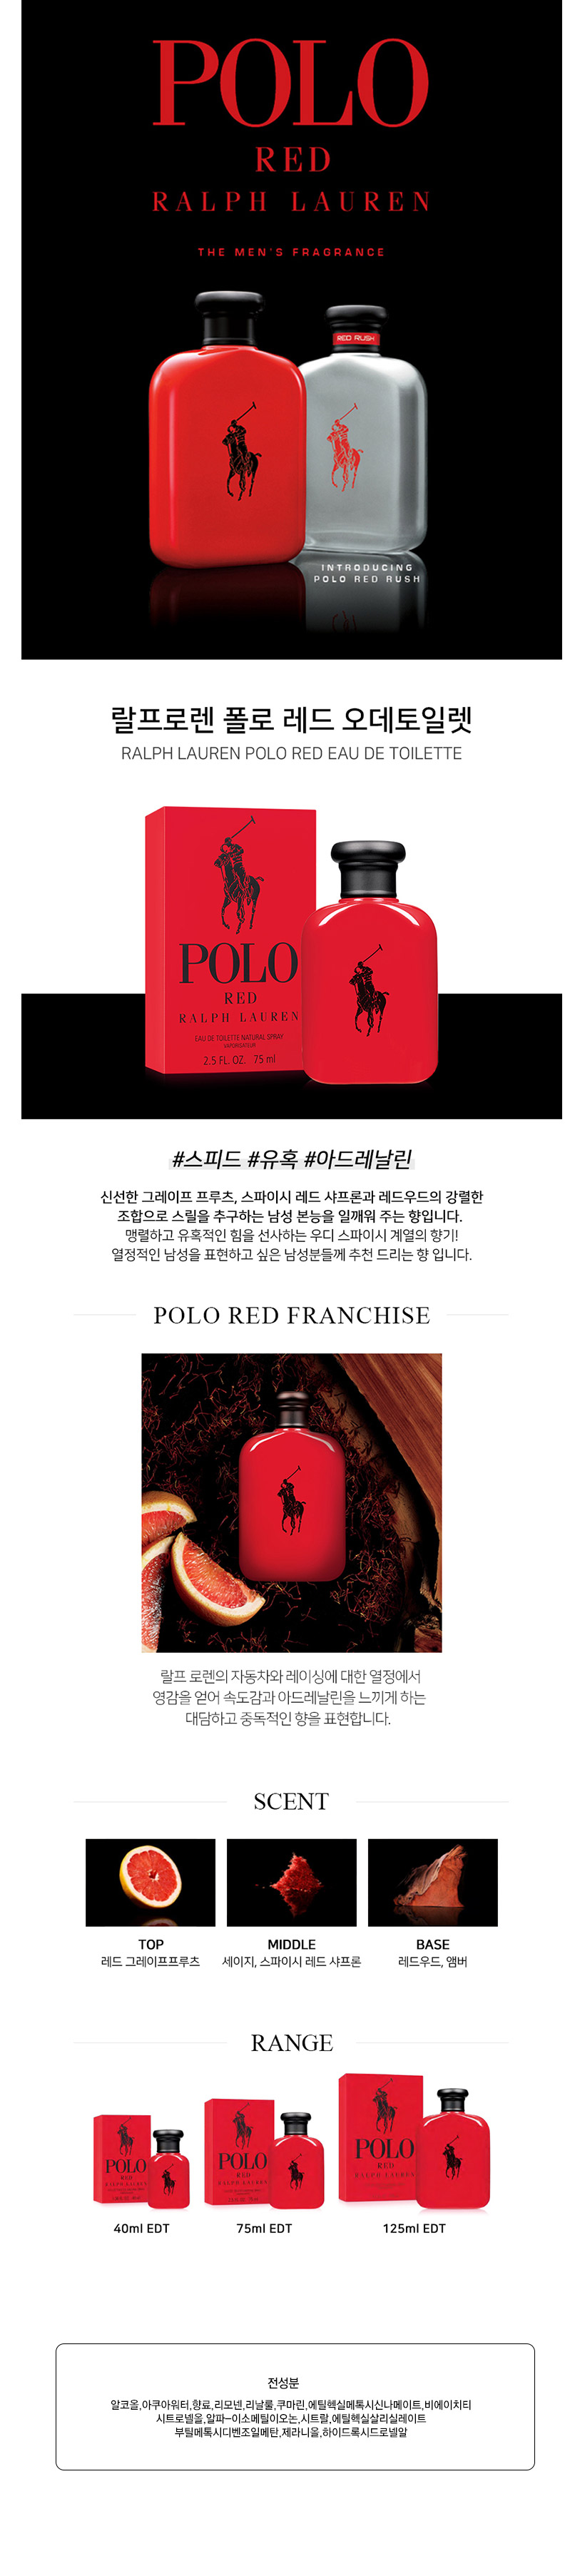 POLO
RED
RALPH LAUREN
THE MEN'S FRAGRANCE
RED RUSH
INTRODUCING
POLO RED RUSH
랄프로렌 폴로 레드 오데토일렛
RALPH LAUREN POLO RED EAU DE TOILETTE
POLO
RED
RALPH LAUREN
EAU DE TOILETTE NATURAL SPRAY
VAPORISATEUR
2.5 FL. OZ. 75 ml
#스피드 #유혹 #아드레날린
신선한 그레이프 프루츠, 스파이시 레드 샤프론과 레드우드의 강렬한
조합으로 스릴을 추구하는 남성 본능을 일깨워 주는 향입니다.
맹렬하고 유혹적인 힘을 선사하는 우디 스파이시 계열의 향기!
열정적인 남성을 표현하고 싶은 남성분들께 추천 드리는 향 입니다.
POLO RED FRANCHISE
랄프 로렌의 자동차와 레이싱에 대한 열정에서
영감을 얻어 속도감과 아드레날린을 느끼게 하는
대담하고 중독적인 향을 표현합니다.
SCENT
TOP
레드 그레이프프루츠
MIDDLE
세이지, 스파이시 레드 샤프론
BASE
레드우드, 앰버
RANGE
POLO
RED
RALPH LAUREN
POLO
RED
RALPH LAUREN
POLO
RED
RALPH LAUREN
40ml EDT
75ml EDT
125ml EDT
전성분
알코올,아쿠아워터,향료,리모넨,리날룰,쿠마린,에틸헥실메톡시신나메이트,비에이치티
시트로넬올,알파-이소메틸이오논,시트랄,에틸헥실살리실레이트
부틸메톡시디벤조일메탄,제라니올,하이드록시드로넬알